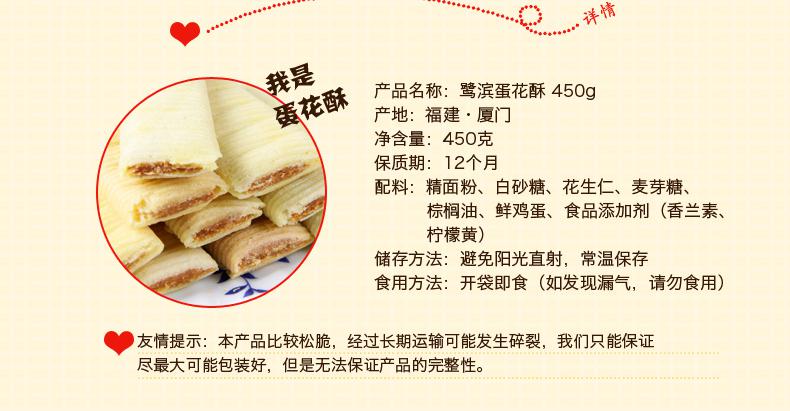 详情
我是
蛋花酥
产品名称：鹭滨蛋花酥 450g
产地：福建·厦门
净含量：450克
保质期：12个月
配料：精面粉、白砂糖、花生仁、麦芽糖、
棕榈油、鲜鸡蛋、食品添加剂（香兰素、
柠檬黄）
储存方法：避免阳光直射，常温保存
食用方法：开袋即食（如发现漏气，请勿食用）
友情提示：本产品比较松脆，经过长期运输可能发生碎裂，我们只能保证
尽最大可能包装好，但是无法保证产品的完整性。